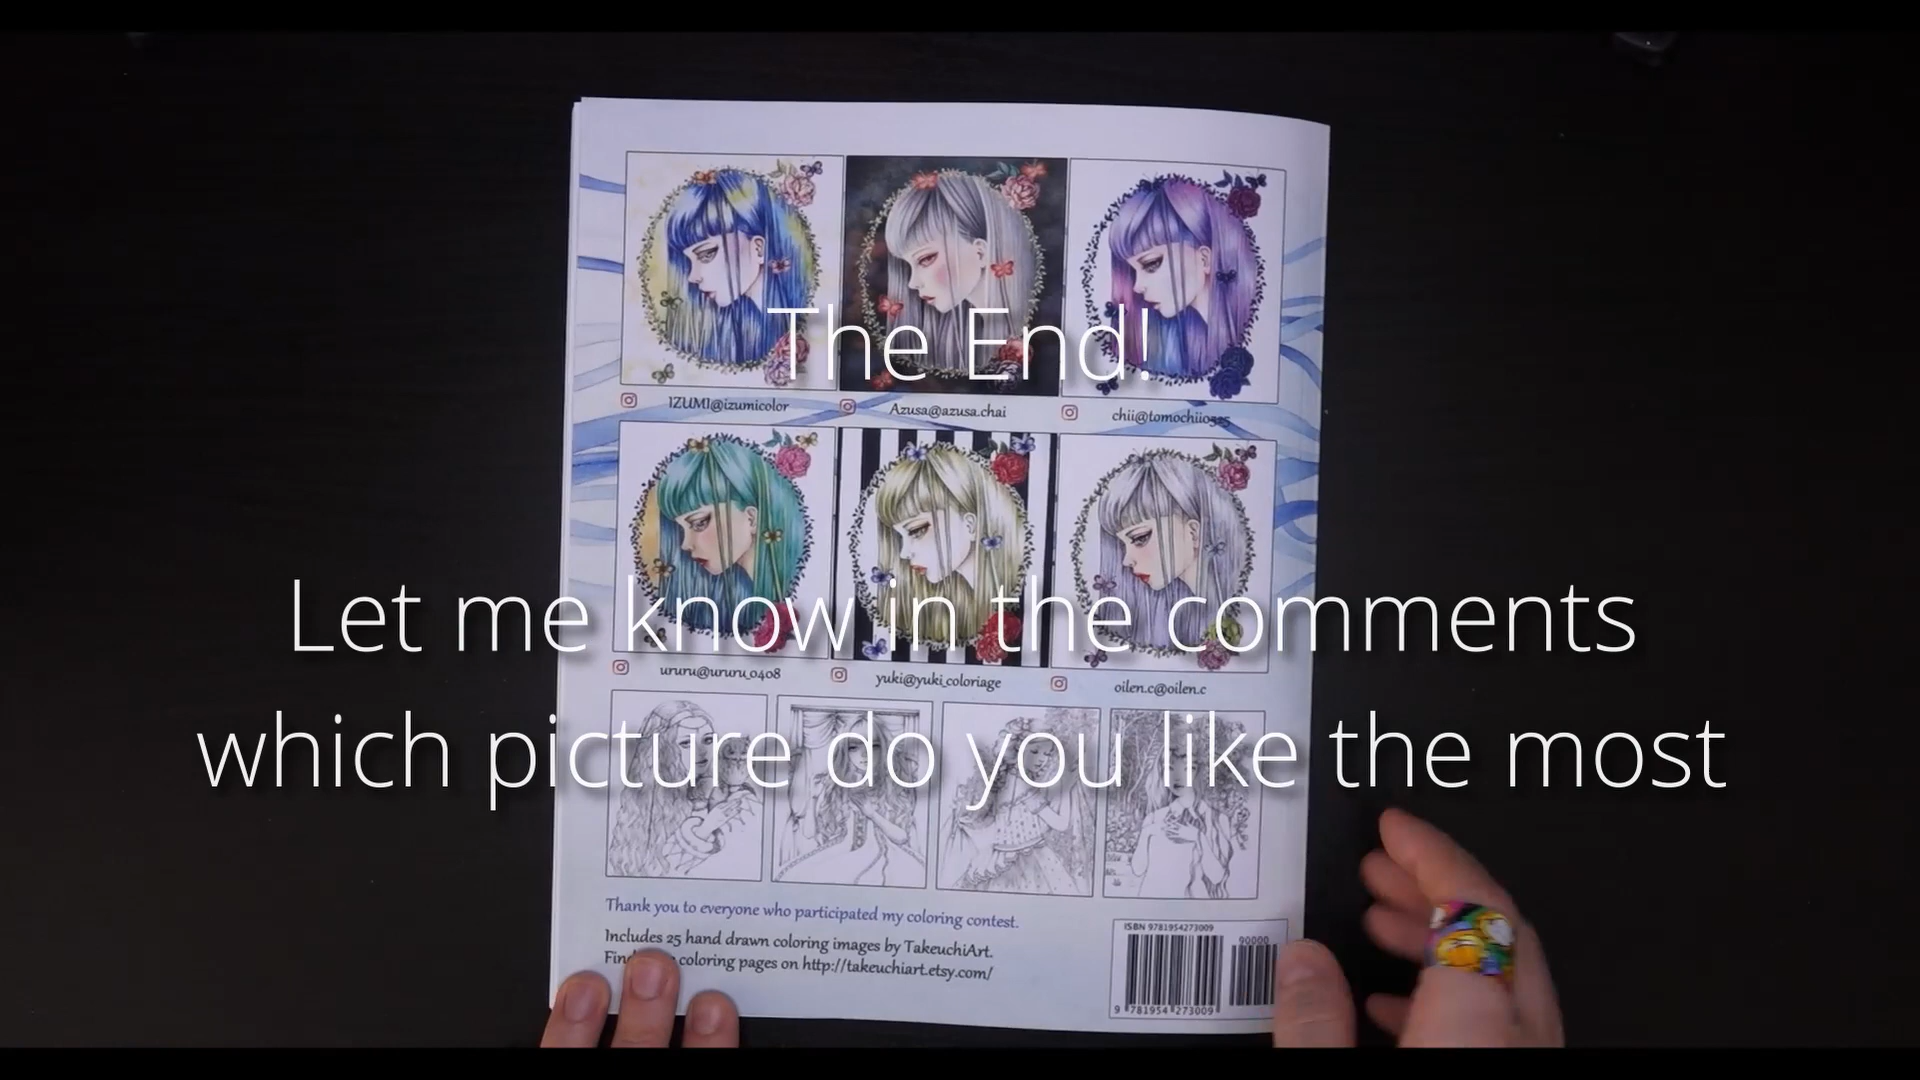 The End!
IZUMI@izumicolor
Azusa@azusa.chai
chii@tomochii0325
Let me know in the comments
ururu@ururu_0408
yuki@yuki_coloriage
oilen.c@oilen.c
which picture do you like the most
Thank you to everyone who participated my coloring contest.
Includes 25 hand drawn coloring images by TakeuchiArt.
coloring pages on http://takeuchiart.etsy.com/
ISBN 9781954273009
90000
9 781954 273009